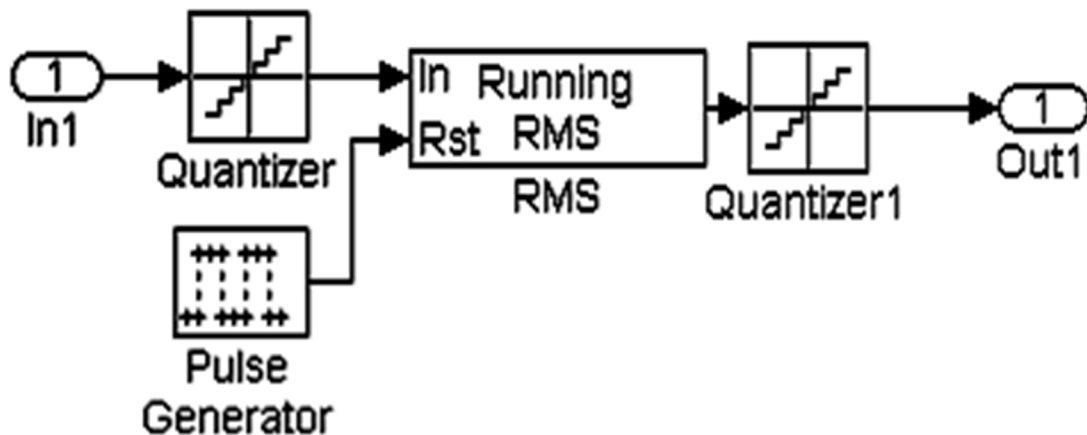 1
In1
Quantizer
In Running
Rst RMS
RMS
Quantizer1
1
Out1
Pulse
Generator